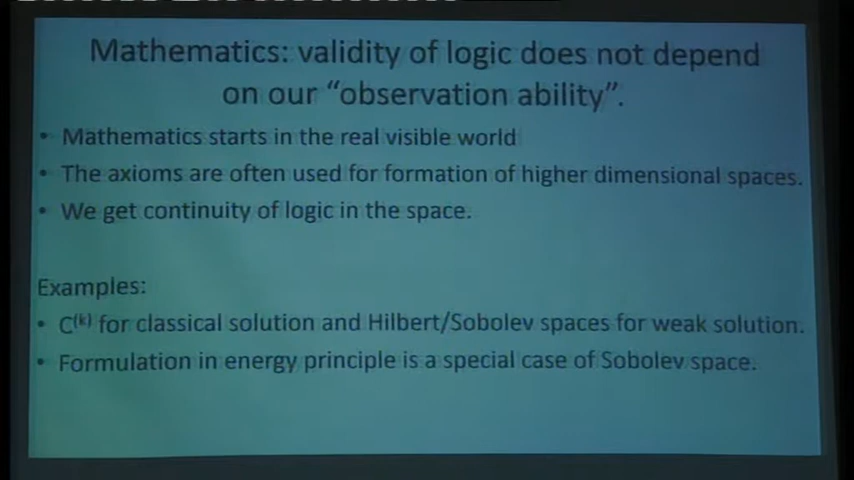 Mathematics: validity of logic does not depend
on our “observation ability”.
• Mathematics starts in the real visible world
• The axioms are often used for formation of higher dimensional spaces.
• We get continuity of logic in the space.
Examples:
• C⁽ᵏ⁾ for classical solution and Hilbert/Sobolev spaces for weak solution.
• Formulation in energy principle is a special case of Sobolev space.